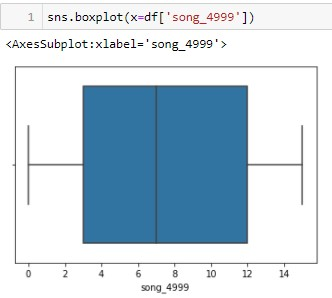 1 sns.boxplot(x=df['song_4999'])
<AxesSubplot:xlabel='song_4999'>
0 2 4 6 8 10 12 14
song_4999